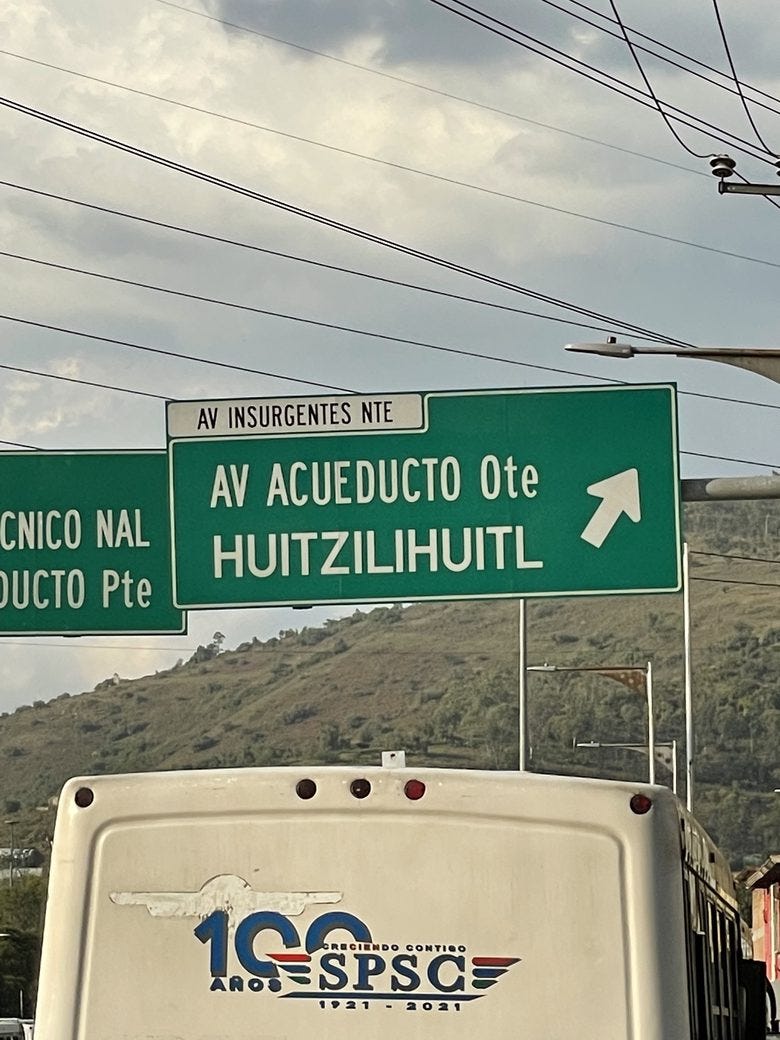 AV INSURGENTES NTE
AV ACUEDUCTO Ote
HUITZILIHUITL
CNICO NAL
DUCTO Pte
100
AÑOS
CRECIENDO CONTIGO
SPSC
1921 - 2021